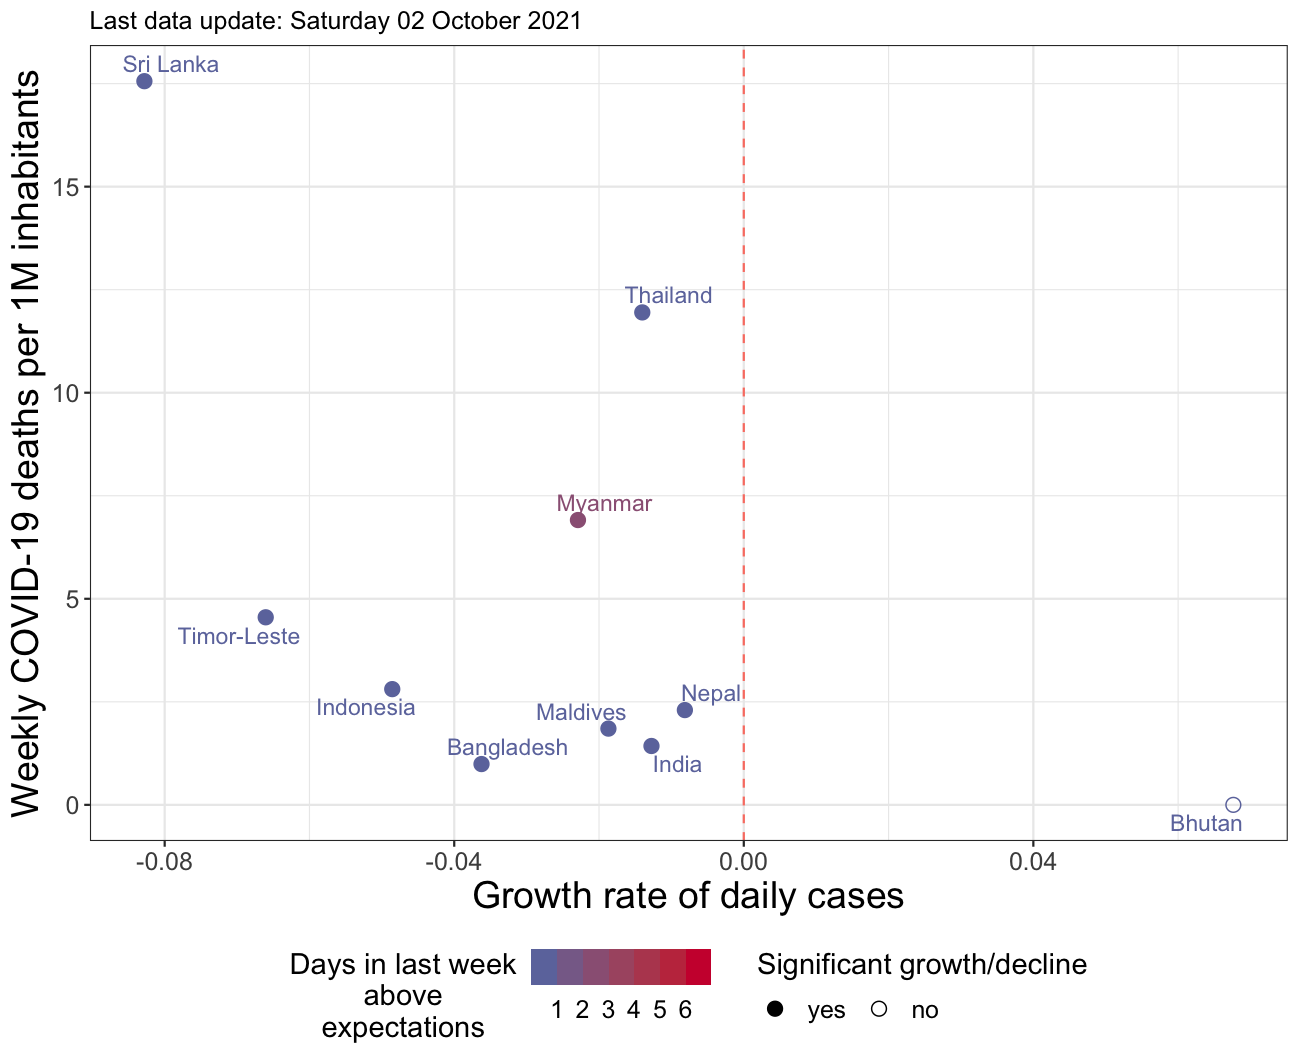 Last data update: Saturday 02 October 2021
Weekly COVID-19 deaths per 1M inhabitants
15
10
5
0
Sri Lanka
Thailand
Myanmar
Timor-Leste
Indonesia
Nepal
Maldives
Bangladesh
India
Bhutan
-0.08
-0.04
0.00
0.04
Growth rate of daily cases
Days in last week
above
expectations
1 2 3 4 5 6
Significant growth/decline
yes
no